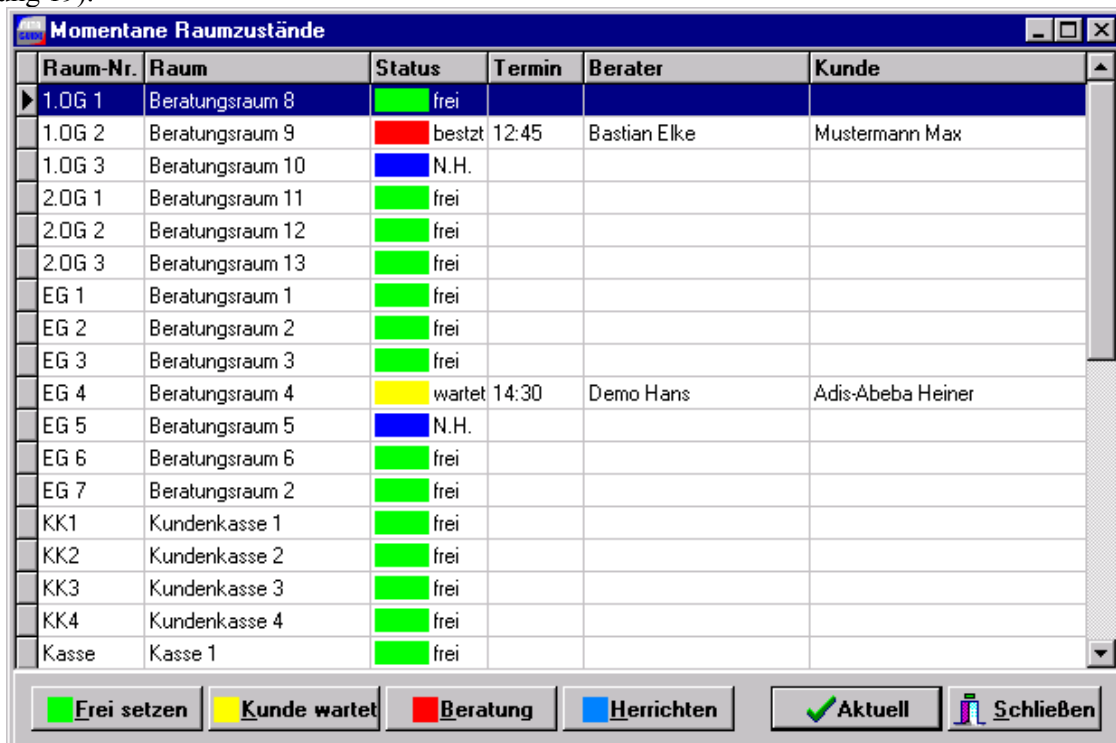 ung 19).
Momentane Raumzustände
Raum-Nr. Raum Status Termin Berater Kunde
1.OG 1 Beratungsraum 8 frei
1.OG 2 Beratungsraum 9 bestzt 12:45 Bastian Elke Mustermann Max
1.OG 3 Beratungsraum 10 N.H.
2.OG 1 Beratungsraum 11 frei
2.OG 2 Beratungsraum 12 frei
2.OG 3 Beratungsraum 13 frei
EG 1 Beratungsraum 1 frei
EG 2 Beratungsraum 2 frei
EG 3 Beratungsraum 3 frei
EG 4 Beratungsraum 4 wartet 14:30 Demo Hans Adis-Abeba Heiner
EG 5 Beratungsraum 5 N.H.
EG 6 Beratungsraum 6 frei
EG 7 Beratungsraum 2 frei
KK1 Kundenkasse 1 frei
KK2 Kundenkasse 2 frei
KK3 Kundenkasse 3 frei
KK4 Kundenkasse 4 frei
Kasse Kasse 1 frei
Frei setzen Kunde wartet Beratung Herrichten Aktuell Schließen